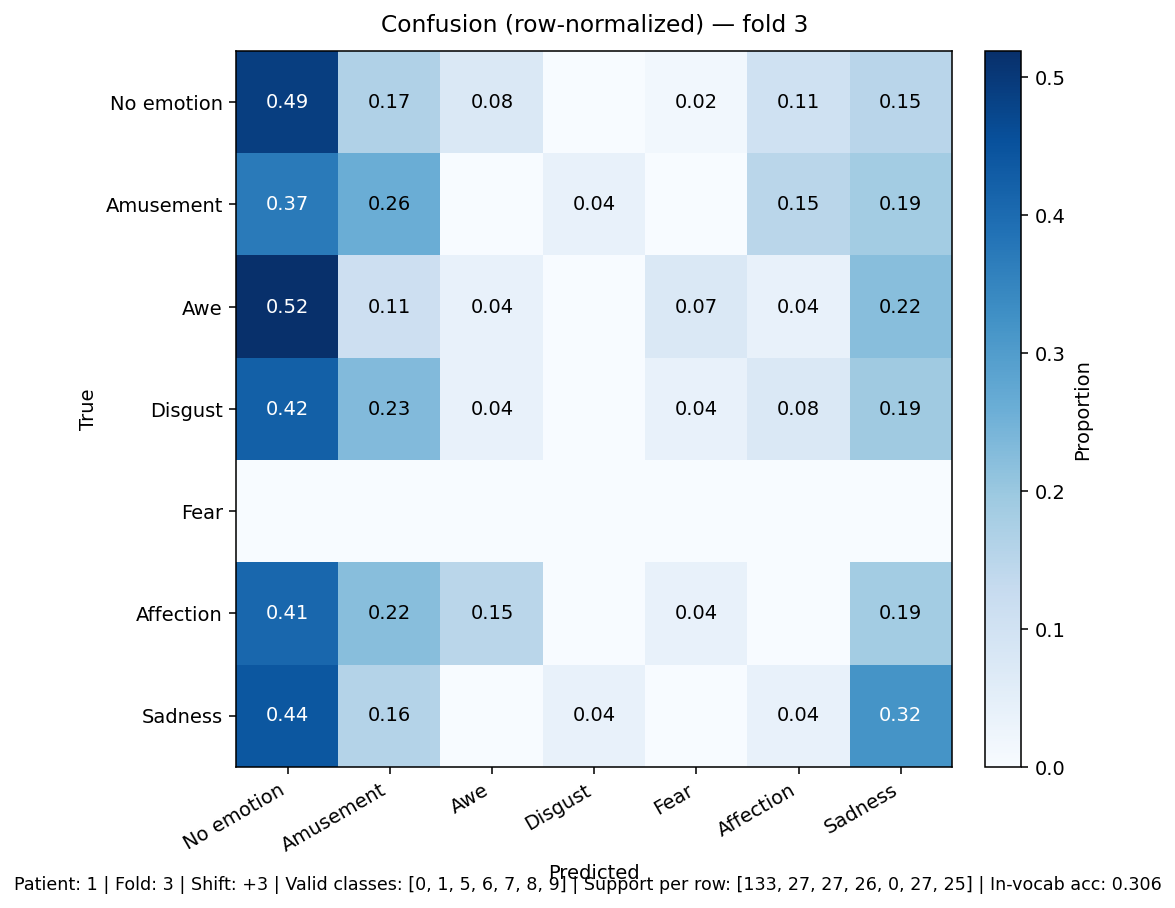 Confusion (row-normalized) — fold 3
No emotion 0.49 0.17 0.08 0.02 0.11 0.15
Amusement 0.37 0.26 0.04 0.15 0.19
Awe 0.52 0.11 0.04 0.07 0.04 0.22
Disgust 0.42 0.23 0.04 0.04 0.08 0.19
Fear
Affection 0.41 0.22 0.15 0.04 0.19
Sadness 0.44 0.16 0.04 0.04 0.32
True
No emotion Amusement Awe Disgust Fear Affection Sadness
Predicted
0.5
0.4
0.3
0.2
0.1
0.0
Proportion
Patient: 1 | Fold: 3 | Shift: +3 | Valid classes: [0, 1, 5, 6, 7, 8, 9] | Support per row: [133, 27, 27, 26, 0, 27, 25] | In-vocab acc: 0.306